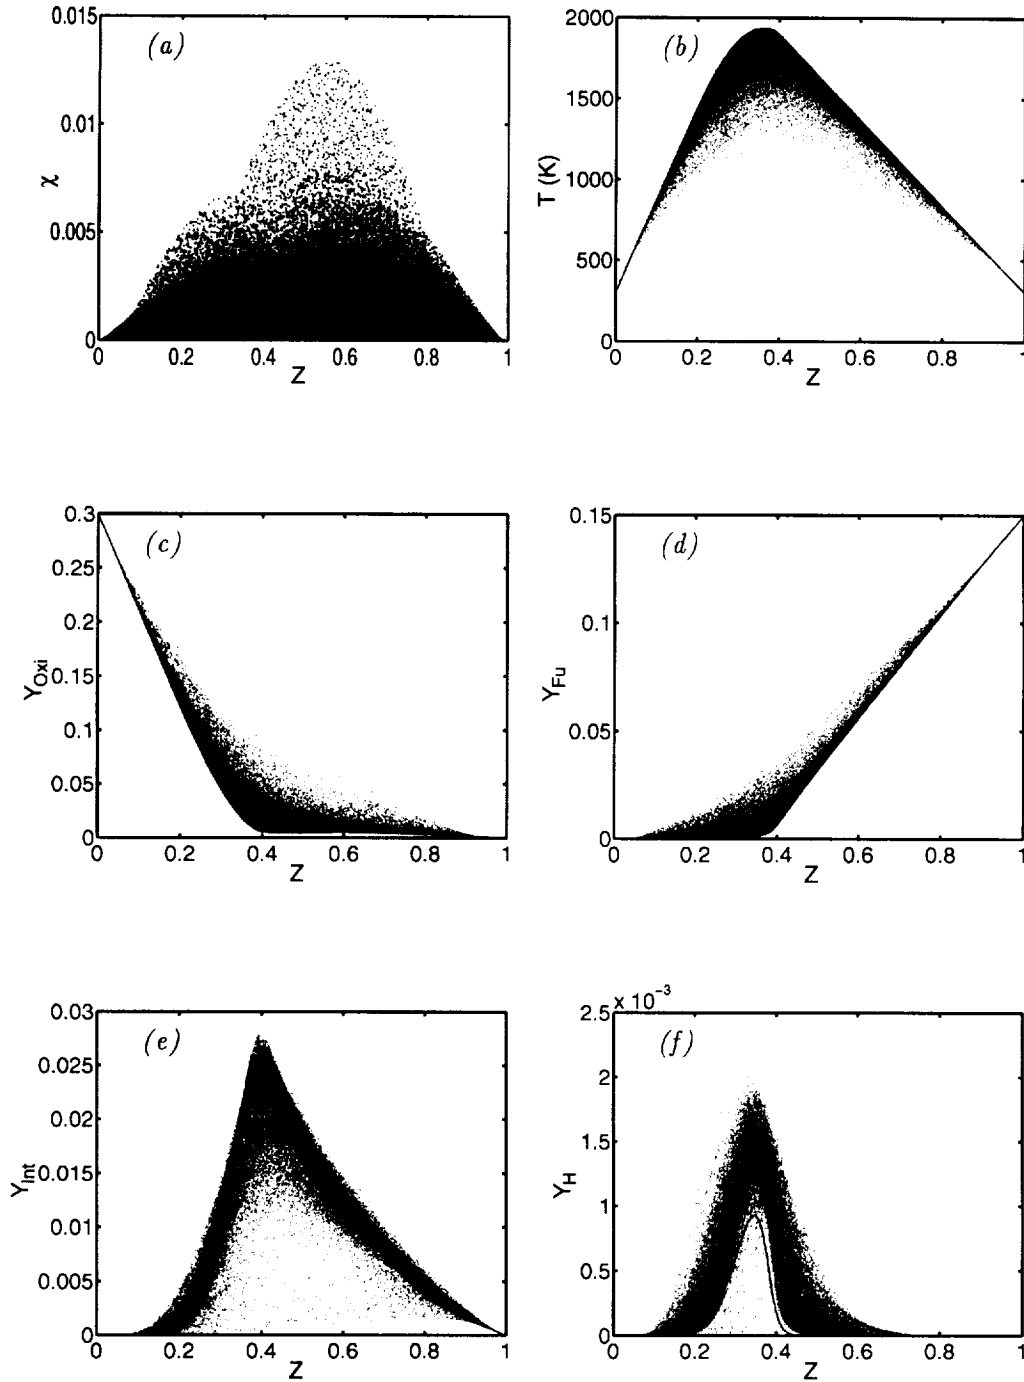 (a)
0.015
0.01
0.005
0
χ
0 0.2 0.4 0.6 0.8 1
Z
(b)
2000
1500
1000
500
0
T (K)
0 0.2 0.4 0.6 0.8 1
Z
(c)
0.3
0.25
0.2
0.15
0.1
0.05
0
Y_Oxi
0 0.2 0.4 0.6 0.8 1
Z
(d)
0.15
0.1
0.05
0
Y_Fu
0 0.2 0.4 0.6 0.8 1
Z
(e)
0.03
0.025
0.02
0.015
0.01
0.005
0
Y_Int
0 0.2 0.4 0.6 0.8 1
Z
(f)
2.5 x 10^-3
2
1.5
1
0.5
0
Y_H
0 0.2 0.4 0.6 0.8 1
Z